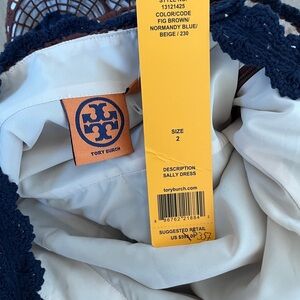 13121425
COLOR/CODE
FIG BROWN/
NORMANDY BLUE/
BEIGE / 230
SIZE
2
DESCRIPTION
SALLY DRESS
toryburch.com
SUGGESTED RETAIL
US
TORY BURCH